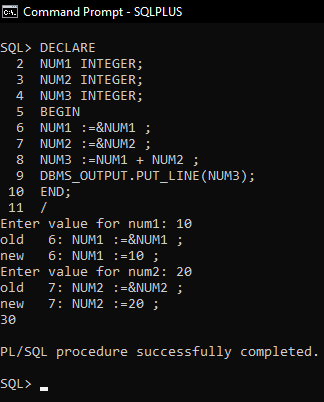 Command Prompt - SQLPLUS
SQL> DECLARE
  2  NUM1 INTEGER;
  3  NUM2 INTEGER;
  4  NUM3 INTEGER;
  5  BEGIN
  6  NUM1 :=&NUM1 ;
  7  NUM2 :=&NUM2 ;
  8  NUM3 :=NUM1 + NUM2 ;
  9  DBMS_OUTPUT.PUT_LINE(NUM3);
 10  END;
 11  /
Enter value for num1: 10
old   6: NUM1 :=&NUM1 ;
new   6: NUM1 :=10 ;
Enter value for num2: 20
old   7: NUM2 :=&NUM2 ;
new   7: NUM2 :=20 ;
30
PL/SQL procedure successfully completed.
SQL>